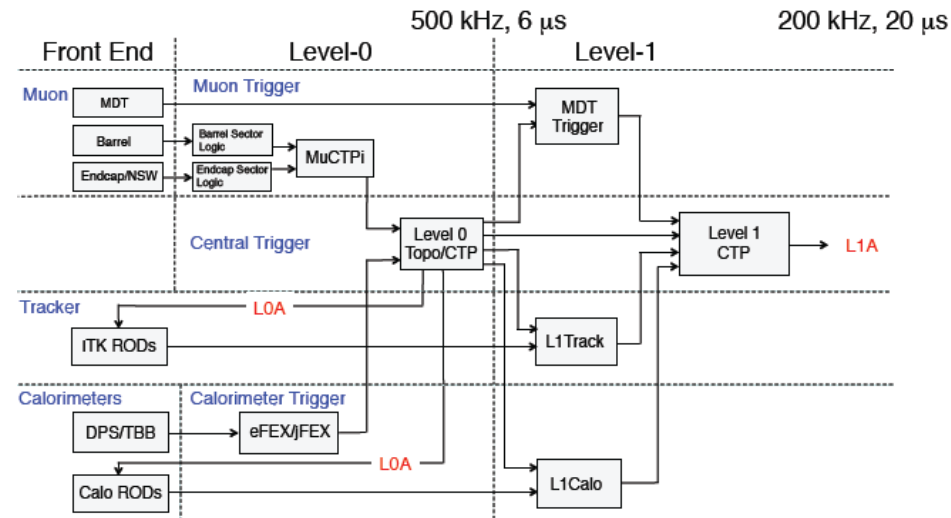 500 kHz, 6 μs
200 kHz, 20 μs
Front End
Level-0
Level-1
Muon
Muon Trigger
MDT
MDT
Trigger
Barrel
Barrel Sector
Logic
MuCTPi
Endcap/NSW
Endcap Sector
Logic
Central Trigger
Level 0
Topo/CTP
Level 1
CTP
L1A
Tracker
L0A
iTK RODs
L1Track
Calorimeters
Calorimeter Trigger
DPS/TBB
eFEX/jFEX
L0A
Calo RODs
L1Calo